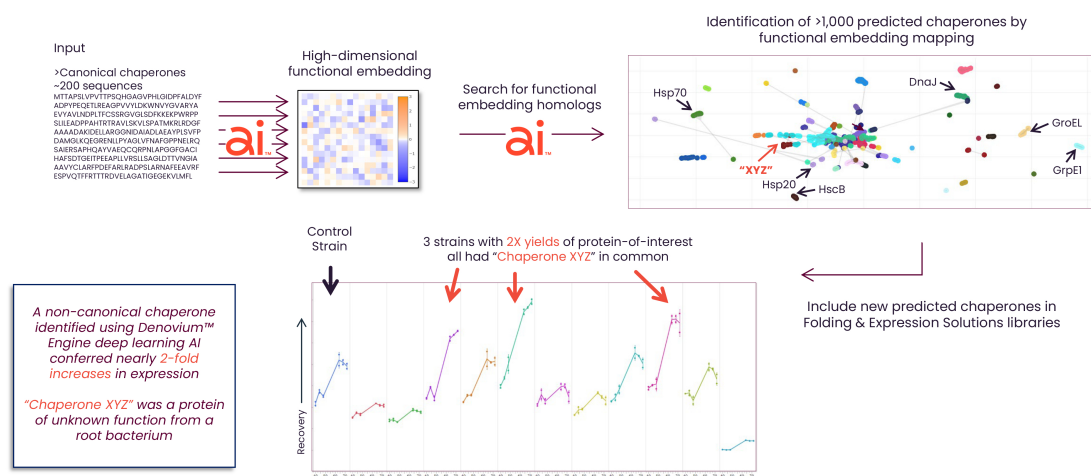 Input
>Canonical chaperones
~200 sequences
MTTAPSLVPVTTPSQHGAGVPHLGIDPFALDYF
ADPYPEQETLREAGPVVYLDKWNVYGVARYA
EVYAVLNDPLTFCSSRGVGLSDFKKEKPWRPP
SLILEADPPAHTRTRAVLSKVLSPATMKRLRDGF
AAAADAKIDELLARGGNIDAIADLAEAYPLSVFP
DAMGLKQEGRENLLPYAGLVFNAFGPPNELRQ
SAIERSAPHQAYVAEQCQRPNLAPGGFGACI
HAFSDTGEITPEEAPLLVRSLLSAGLDTTVNGIA
AAVYCLARFPDEFARLRADPSLARNAFEEAVRF
ESPVQTFFRTTTRDVELAGATIGEGEKVLMFL
ai™
High-dimensional
functional embedding
Search for functional
embedding homologs
ai™
Identification of >1,000 predicted chaperones by
functional embedding mapping
Hsp70
DnaJ
GroEL
GrpE1
"XYZ"
Hsp20
HscB
Include new predicted chaperones in
Folding & Expression Solutions libraries
Control
Strain
3 strains with 2X yields of protein-of-interest
all had "Chaperone XYZ" in common
Recovery
A non-canonical chaperone
identified using Denovium™
Engine deep learning AI
conferred nearly 2-fold
increases in expression
"Chaperone XYZ" was a protein
of unknown function from a
root bacterium